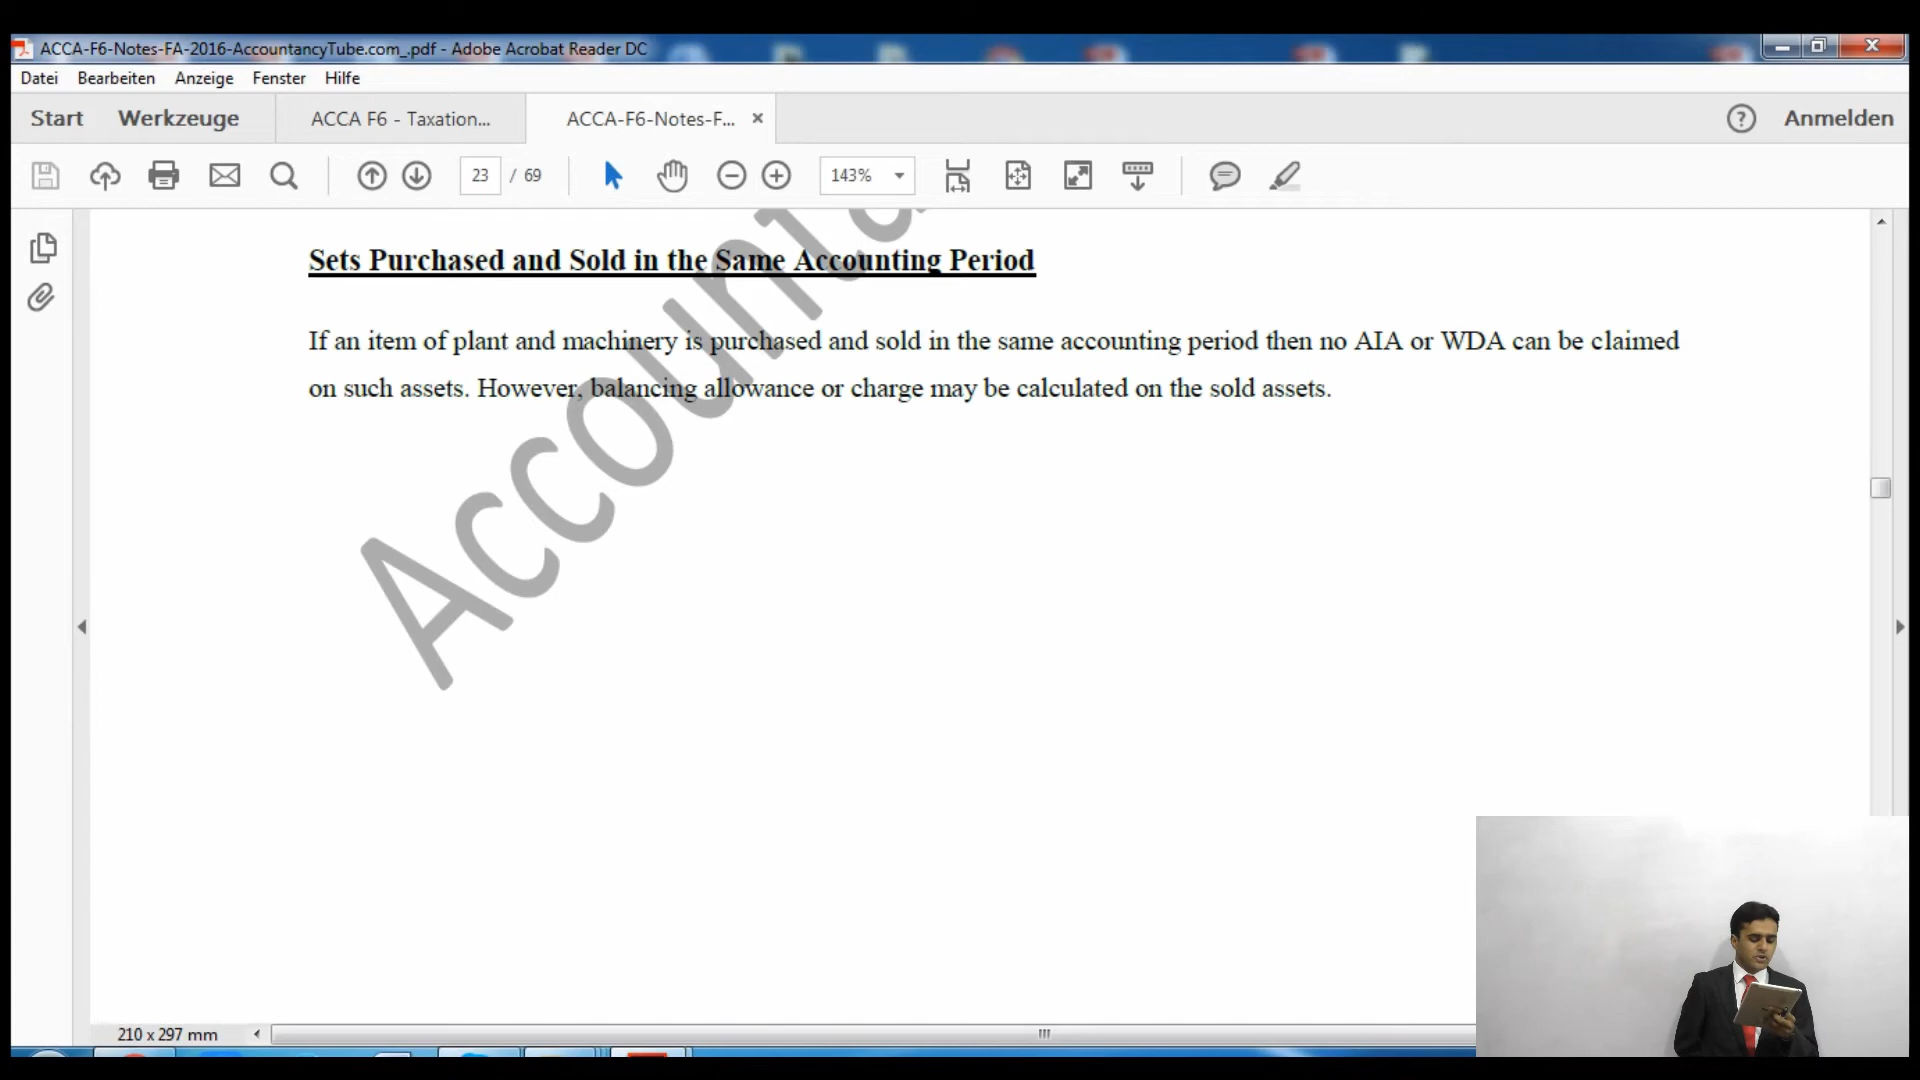 ACCA-F6-Notes-FA-2016-AccountancyTube.com_.pdf - Adobe Acrobat Reader DC
Datei Bearbeiten Anzeige Fenster Hilfe
Start Werkzeuge ACCA F6 - Taxation... ACCA-F6-Notes-F... Anmelden
23 / 69 143%
Sets Purchased and Sold in the Same Accounting Period
If an item of plant and machinery is purchased and sold in the same accounting period then no AIA or WDA can be claimed
on such assets. However, balancing allowance or charge may be calculated on the sold assets.
Accounta
210 x 297 mm